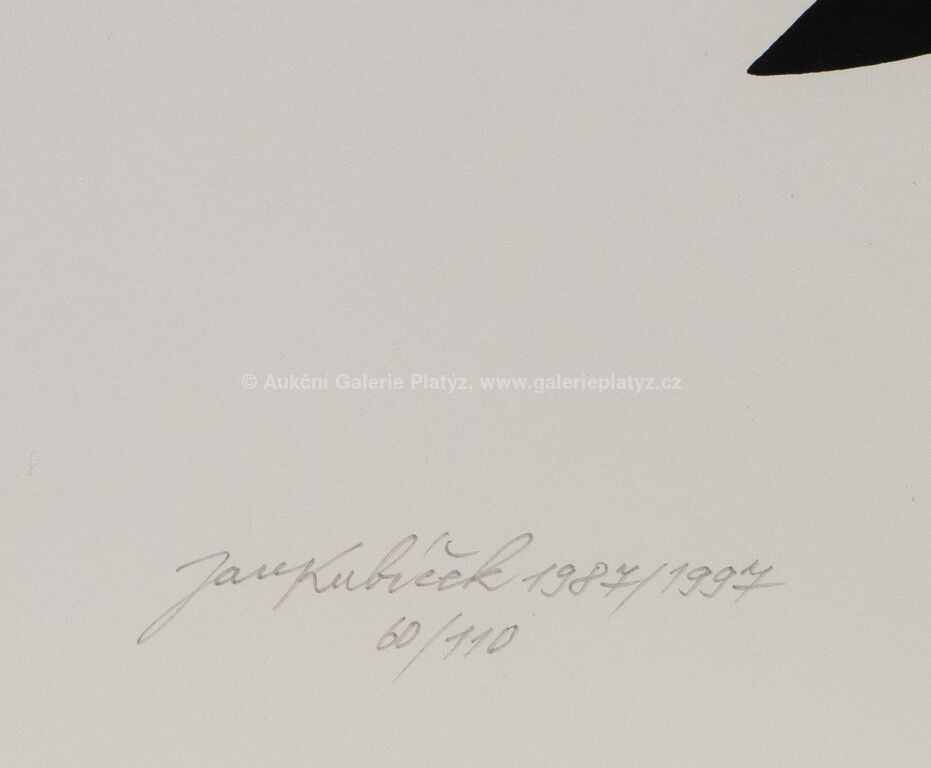 © Aukční Galerie Platýz, www.galerieplatyz.cz
Jan Kubíček 1987/1997
60/110